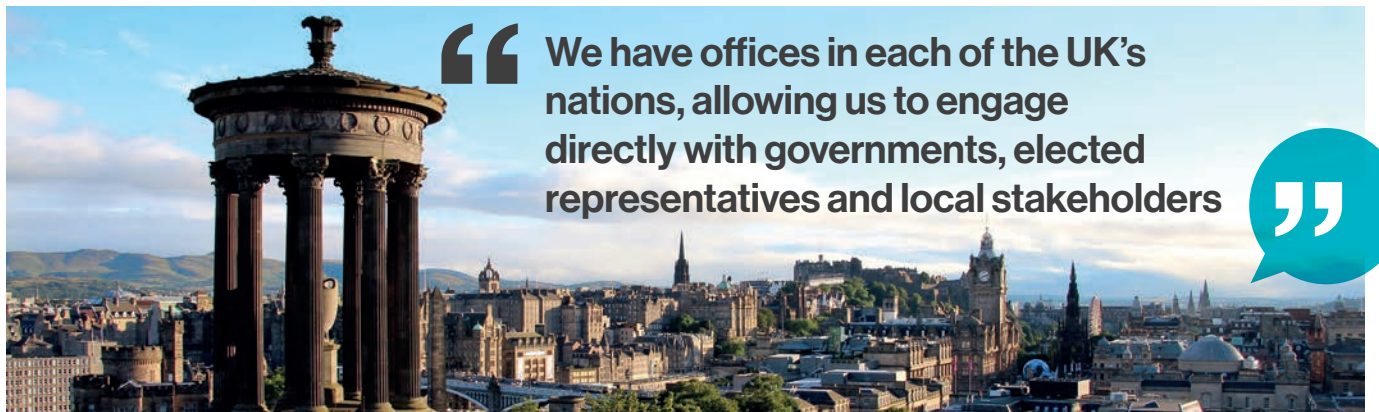 “ We have offices in each of the UK’s
nations, allowing us to engage
directly with governments, elected
representatives and local stakeholders ”